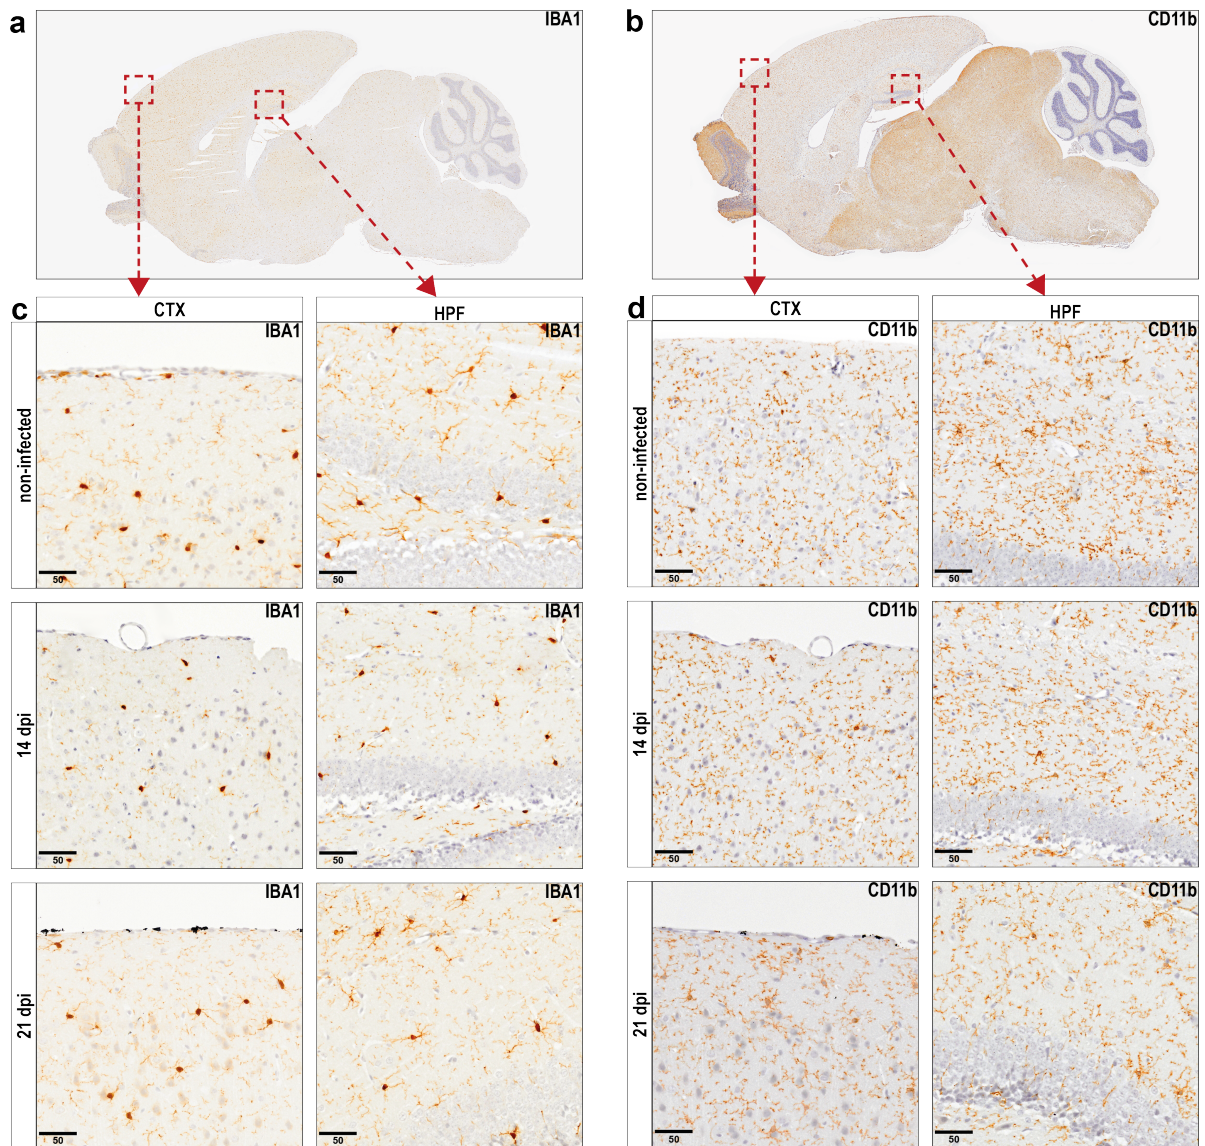 a
IBA1
b
CD11b
c
CTX
HPF
d
CTX
HPF
non-infected
IBA1
50
IBA1
50
non-infected
CD11b
50
CD11b
50
14 dpi
IBA1
50
IBA1
50
14 dpi
CD11b
50
CD11b
50
21 dpi
IBA1
50
IBA1
50
21 dpi
CD11b
50
CD11b
50